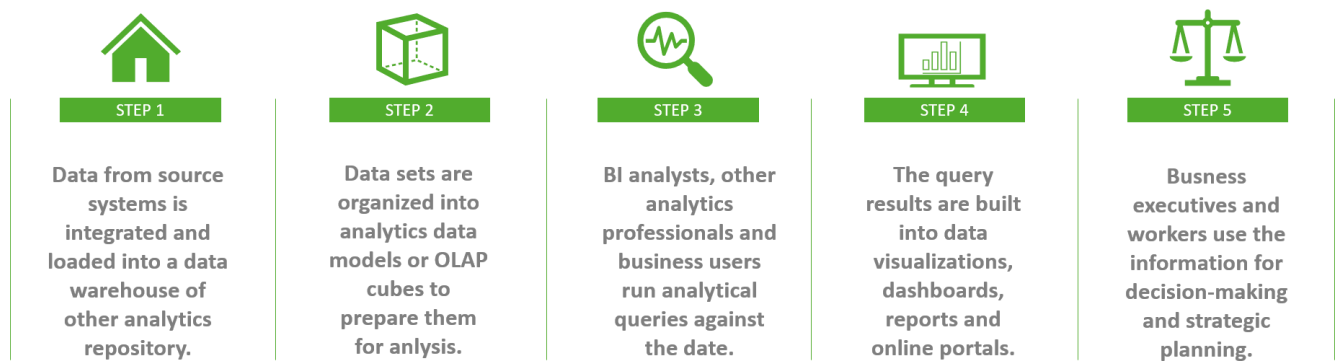 STEP 1
Data from source
systems is
integrated and
loaded into a data
warehouse of
other analytics
repository.
STEP 2
Data sets are
organized into
analytics data
models or OLAP
cubes to
prepare them
for anlysis.
STEP 3
BI analysts, other
analytics
professionals and
business users
run analytical
queries against
the date.
STEP 4
The query
results are built
into data
visualizations,
dashboards,
reports and
online portals.
STEP 5
Busness
executives and
workers use the
information for
decision-making
and strategic
planning.